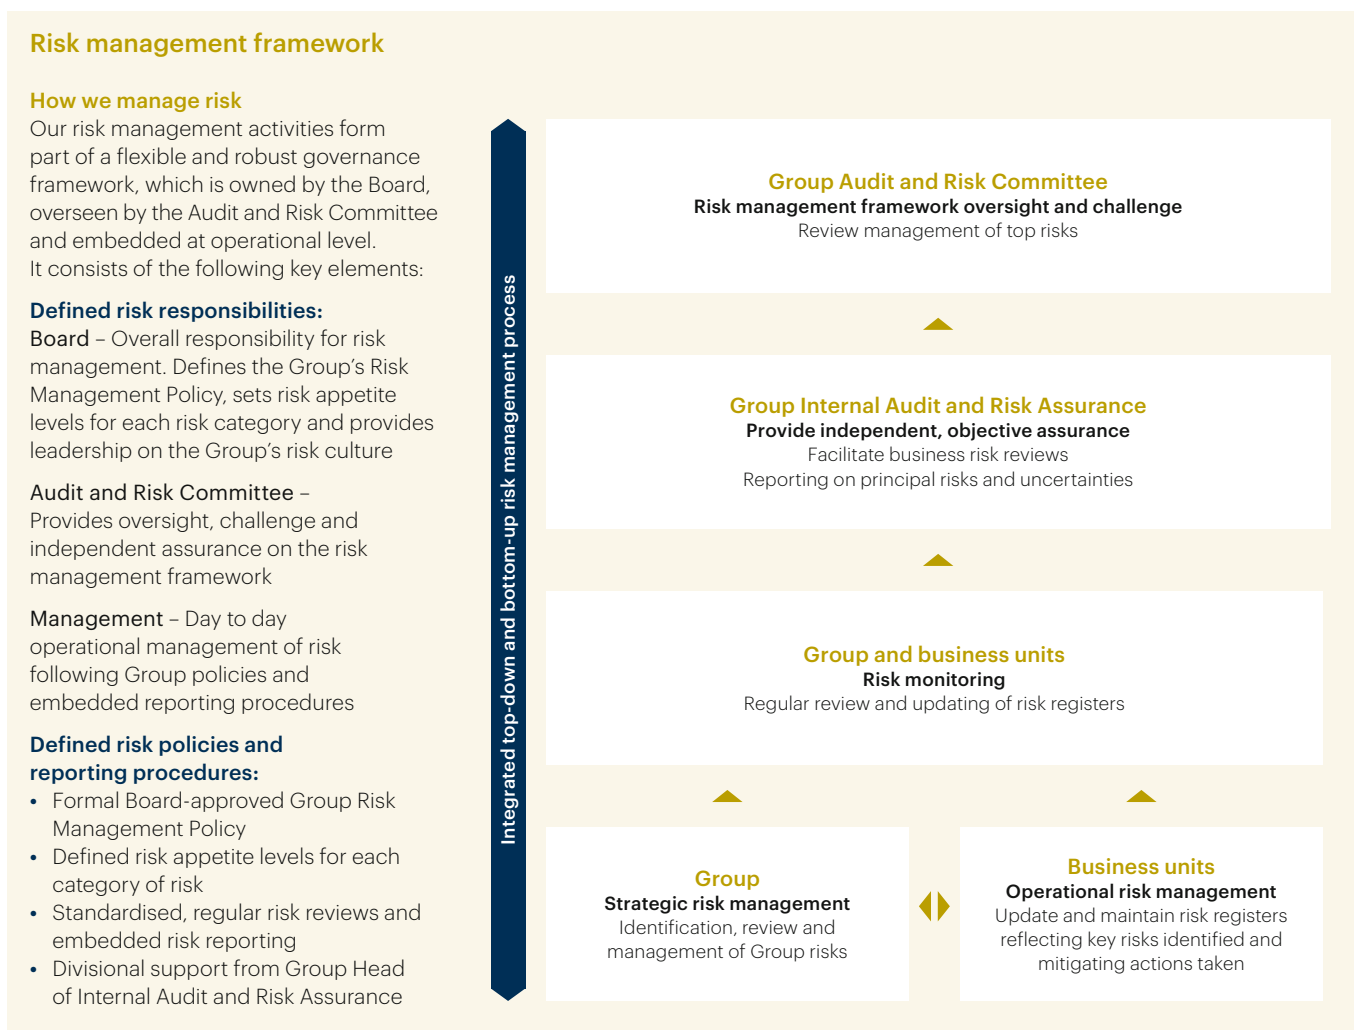 Risk management framework
How we manage risk
Our risk management activities form
part of a flexible and robust governance
framework, which is owned by the Board,
overseen by the Audit and Risk Committee
and embedded at operational level.
It consists of the following key elements:
Defined risk responsibilities:
Board – Overall responsibility for risk
management. Defines the Group’s Risk
Management Policy, sets risk appetite
levels for each risk category and provides
leadership on the Group’s risk culture
Audit and Risk Committee –
Provides oversight, challenge and
independent assurance on the risk
management framework
Management – Day to day
operational management of risk
following Group policies and
embedded reporting procedures
Defined risk policies and
reporting procedures:
• Formal Board-approved Group Risk
Management Policy
• Defined risk appetite levels for each
category of risk
• Standardised, regular risk reviews and
embedded risk reporting
• Divisional support from Group Head
of Internal Audit and Risk Assurance
Integrated top-down and bottom-up risk management process
Group Audit and Risk Committee
Risk management framework oversight and challenge
Review management of top risks
Group Internal Audit and Risk Assurance
Provide independent, objective assurance
Facilitate business risk reviews
Reporting on principal risks and uncertainties
Group and business units
Risk monitoring
Regular review and updating of risk registers
Group
Strategic risk management
Identification, review and
management of Group risks
Business units
Operational risk management
Update and maintain risk registers
reflecting key risks identified and
mitigating actions taken